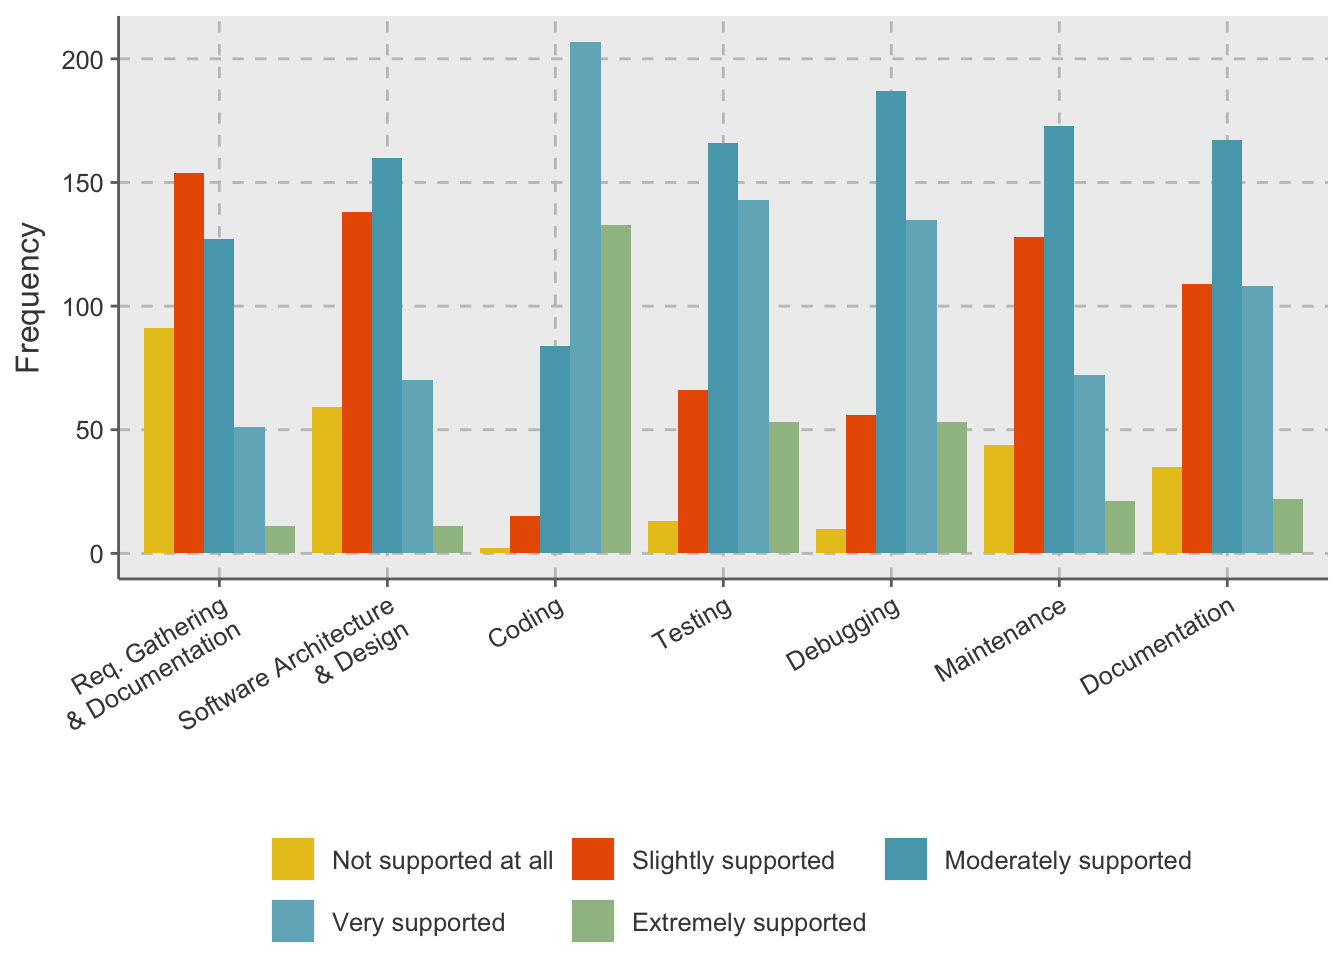 Frequency
200
150
100
50
0
Req. Gathering
& Documentation
Software Architecture
& Design
Coding
Testing
Debugging
Maintenance
Documentation
Not supported at all
Slightly supported
Moderately supported
Very supported
Extremely supported